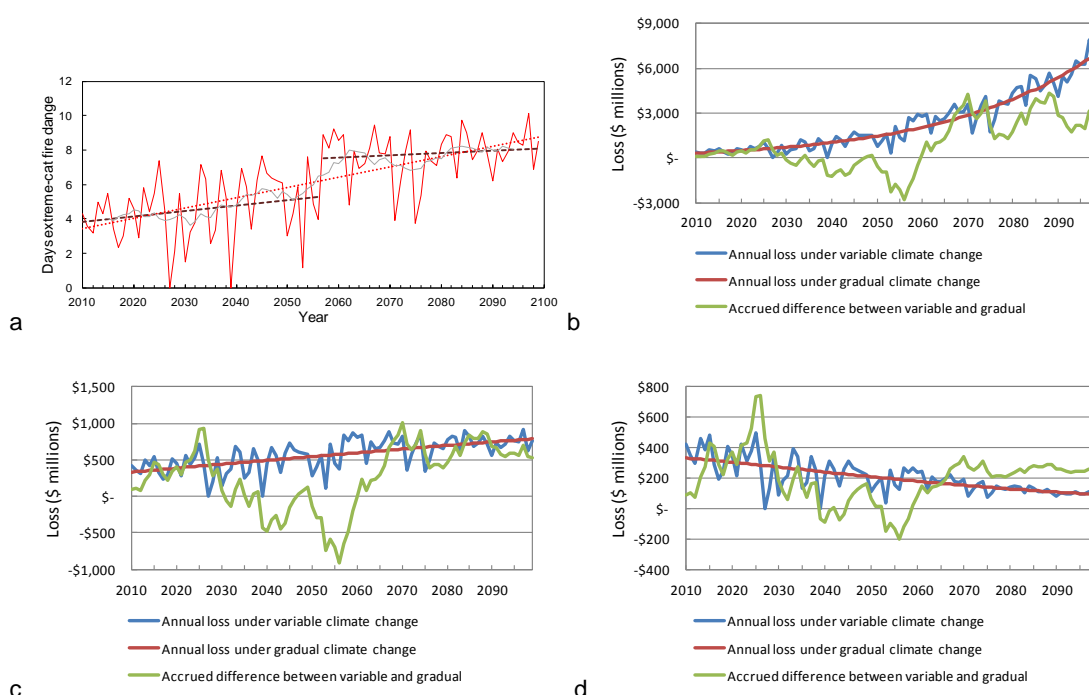 12
10
8
6
4
2
0
Days extreme-cat fire dange
2010 2020 2030 2040 2050 2060 2070 2080 2090 2100
Year
a
$9,000
$6,000
$3,000
$-
-$3,000
Loss ($ millions)
2010 2020 2030 2040 2050 2060 2070 2080 2090
Annual loss under variable climate change
Annual loss under gradual climate change
Accrued difference between variable and gradual
b
$1,500
$1,000
$500
$-
-$500
-$1,000
Loss ($ millions)
2010 2020 2030 2040 2050 2060 2070 2080 2090
Annual loss under variable climate change
Annual loss under gradual climate change
Accrued difference between variable and gradual
c
$800
$600
$400
$200
$-
-$200
-$400
Loss ($ millions)
2010 2020 2030 2040 2050 2060 2070 2080 2090
Annual loss under variable climate change
Annual loss under gradual climate change
Accrued difference between variable and gradual
d